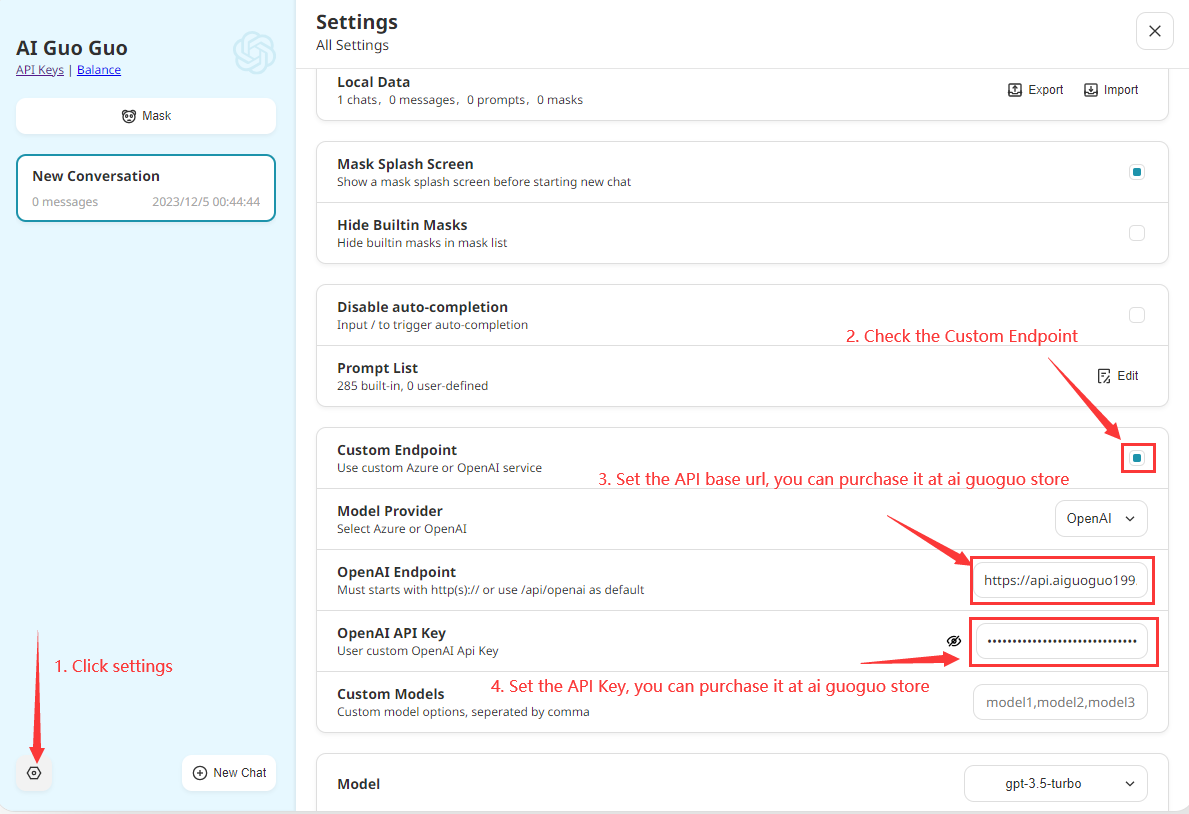 AI Guo Guo
API Keys | Balance
Mask
New Conversation
0 messages 2023/12/5 00:44:44
1. Click settings
New Chat
Settings
All Settings
Local Data
1 chats，0 messages，0 prompts，0 masks
Export Import
Mask Splash Screen
Show a mask splash screen before starting new chat
Hide Builtin Masks
Hide builtin masks in mask list
Disable auto-completion
Input / to trigger auto-completion
2. Check the Custom Endpoint
Prompt List
285 built-in, 0 user-defined
Edit
Custom Endpoint
Use custom Azure or OpenAI service
3. Set the API base url, you can purchase it at ai guoguo store
Model Provider
Select Azure or OpenAI
OpenAI
OpenAI Endpoint
Must starts with http(s):// or use /api/openai as default
https://api.aiguoguo199
OpenAI API Key
User custom OpenAI Api Key
4. Set the API Key, you can purchase it at ai guoguo store
Custom Models
Custom model options, seperated by comma
model1,model2,model3
Model
gpt-3.5-turbo